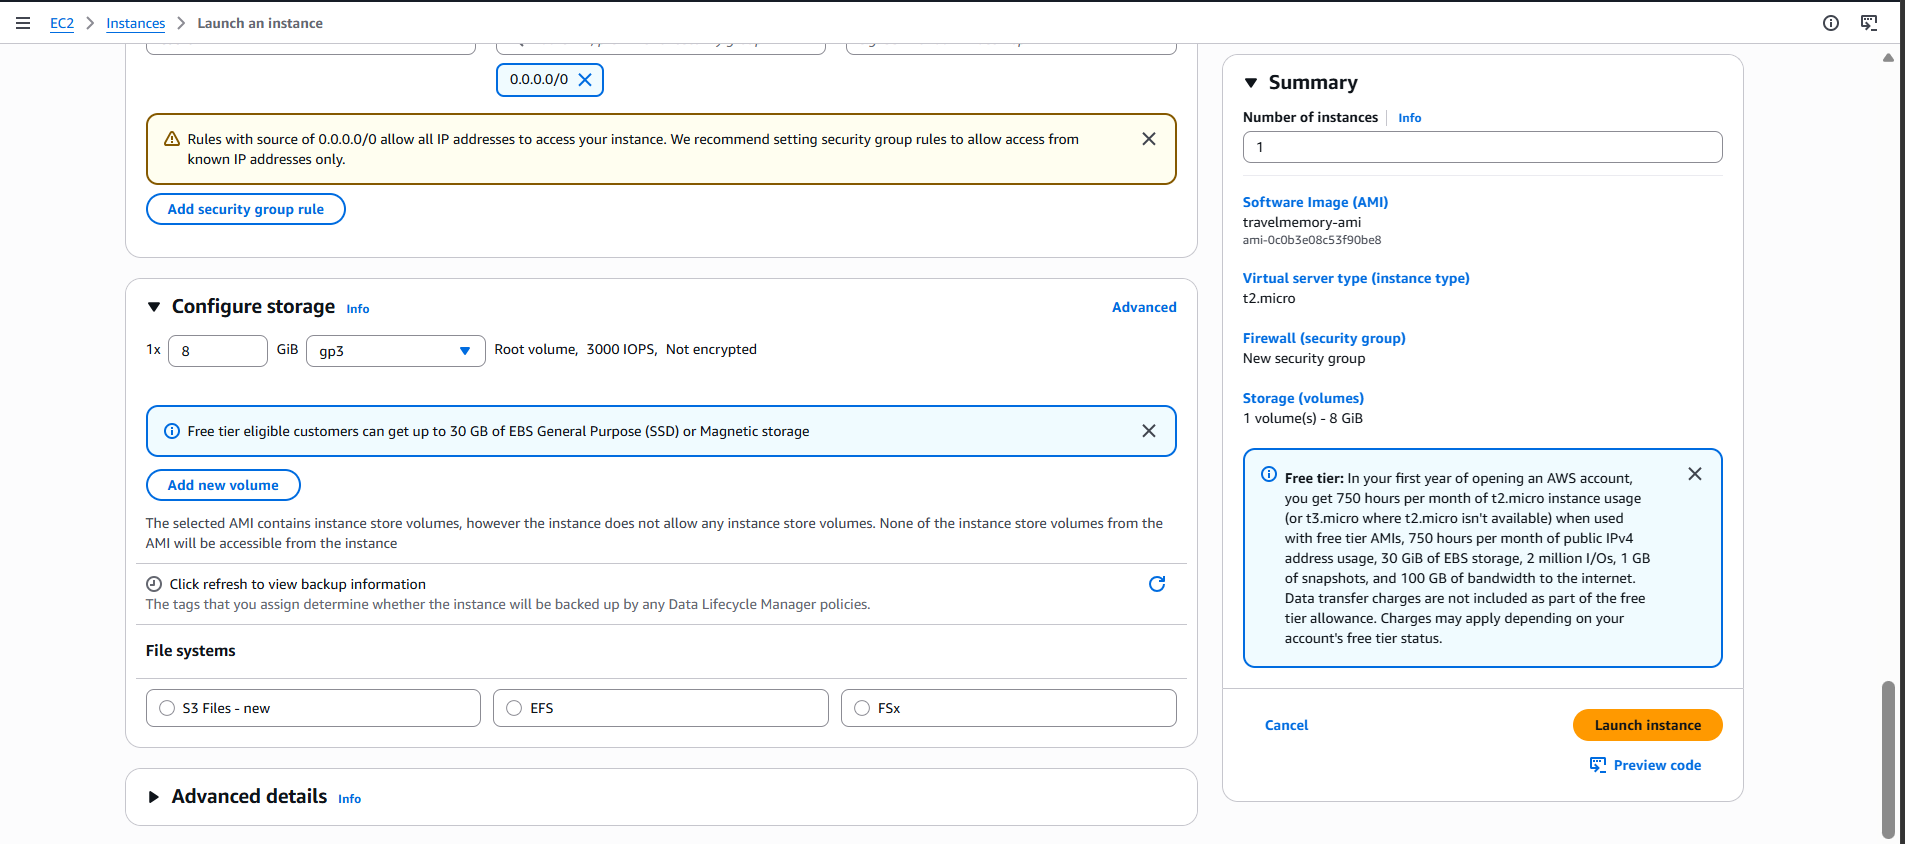 EC2 > Instances > Launch an instance
0.0.0.0/0
Rules with source of 0.0.0.0/0 allow all IP addresses to access your instance. We recommend setting security group rules to allow access from
known IP addresses only.
Add security group rule
Configure storage Info
Advanced
1x 8 GiB gp3 Root volume, 3000 IOPS, Not encrypted
Free tier eligible customers can get up to 30 GB of EBS General Purpose (SSD) or Magnetic storage
Add new volume
The selected AMI contains instance store volumes, however the instance does not allow any instance store volumes. None of the instance store volumes from the
AMI will be accessible from the instance
Click refresh to view backup information
The tags that you assign determine whether the instance will be backed up by any Data Lifecycle Manager policies.
File systems
S3 Files - new
EFS
FSx
Advanced details Info
Summary
Number of instances Info
1
Software Image (AMI)
travelmemory-ami
ami-0c0b3e08c53f90be8
Virtual server type (instance type)
t2.micro
Firewall (security group)
New security group
Storage (volumes)
1 volume(s) - 8 GiB
Free tier: In your first year of opening an AWS account,
you get 750 hours per month of t2.micro instance usage
(or t3.micro where t2.micro isn't available) when used
with free tier AMIs, 750 hours per month of public IPv4
address usage, 30 GiB of EBS storage, 2 million I/Os, 1 GB
of snapshots, and 100 GB of bandwidth to the internet.
Data transfer charges are not included as part of the free
tier allowance. Charges may apply depending on your
account's free tier status.
Cancel
Launch instance
Preview code